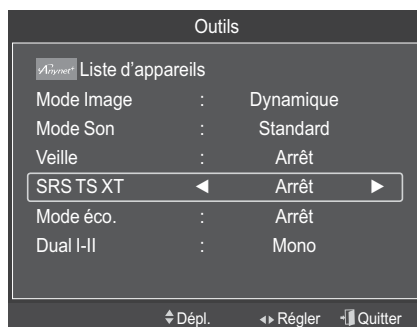 Outils
Anynet+ Liste d'appareils
Mode Image : Dynamique
Mode Son : Standard
Veille : Arrêt
SRS TS XT ◄ Arrêt ►
Mode éco. : Arrêt
Dual l-ll : Mono
Dépl. Régler Quitter